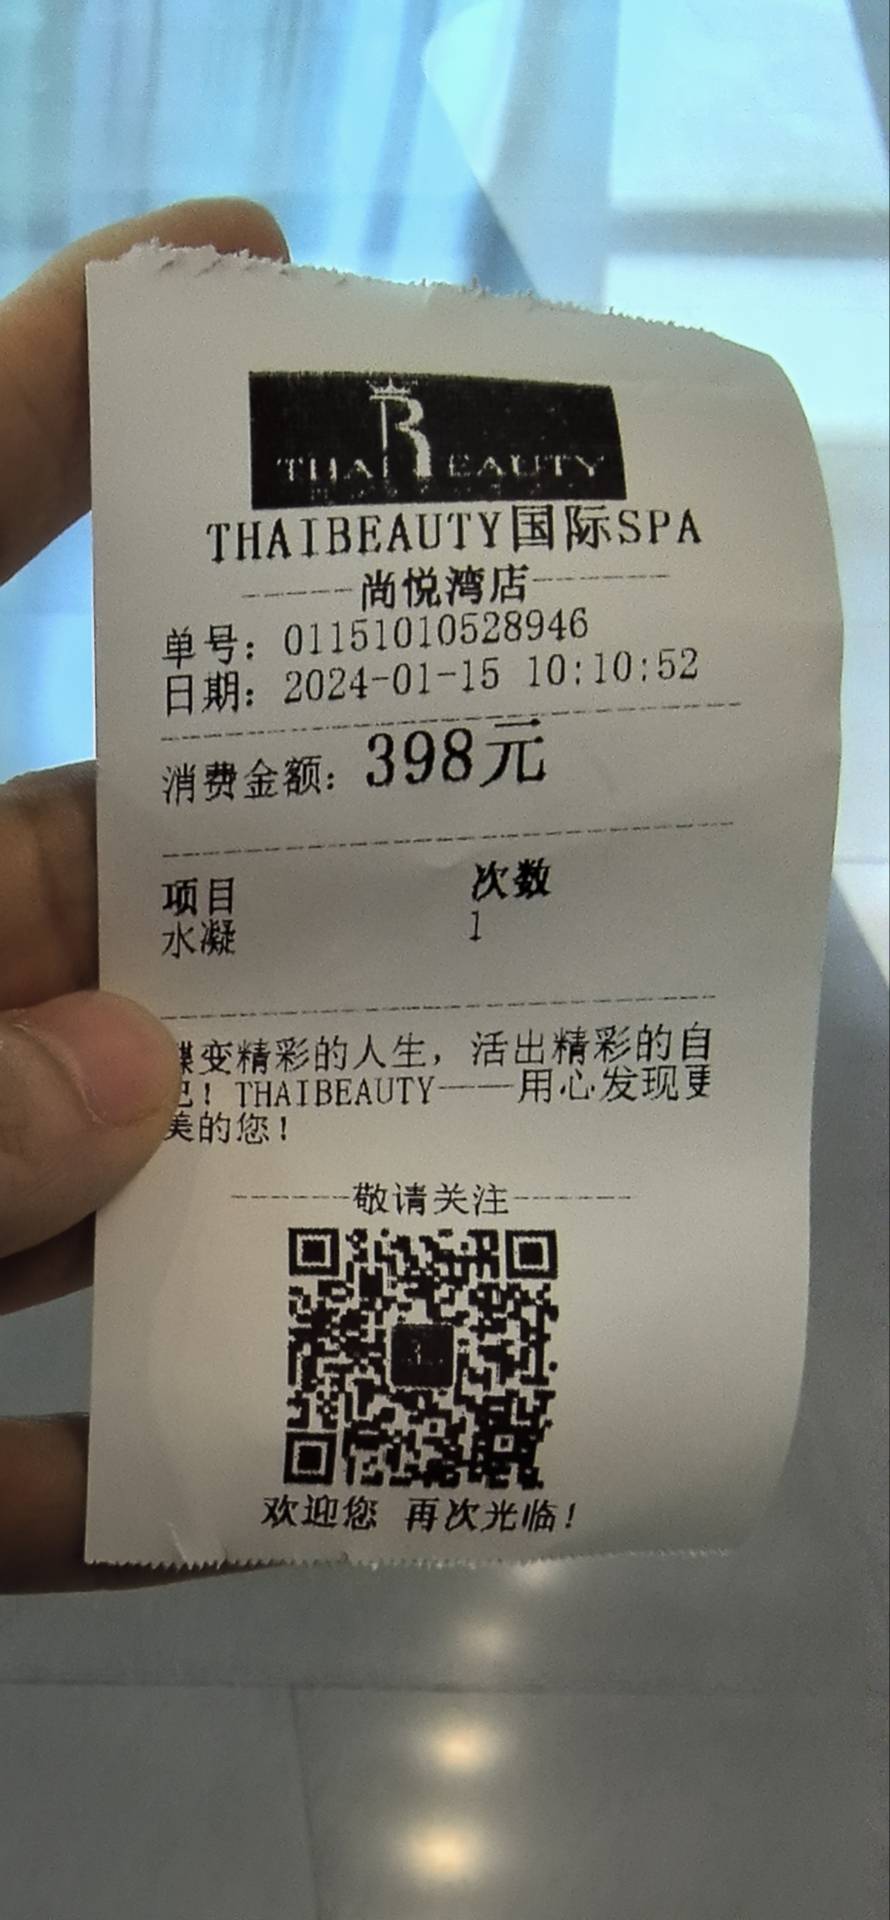 THAI BEAUTY
THAIBEAUTY国际SPA
------尚悦湾店------
单号：01151010528946
日期：2024-01-15 10:10:52
消费金额：398元
项目 次数
水凝 1
蝶变精彩的人生，活出精彩的自
己！THAIBEAUTY——用心发现更
美的您！
------敬请关注------
欢迎您 再次光临！